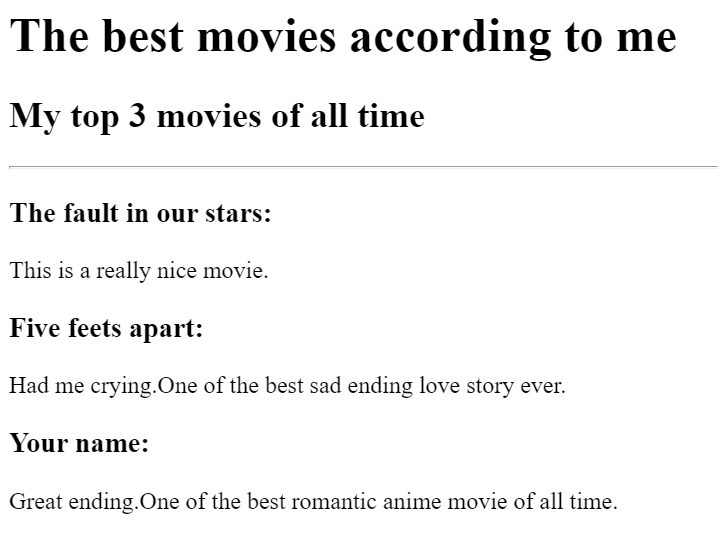 The best movies according to me
My top 3 movies of all time
The fault in our stars:
This is a really nice movie.
Five feets apart:
Had me crying.One of the best sad ending love story ever.
Your name:
Great ending.One of the best romantic anime movie of all time.